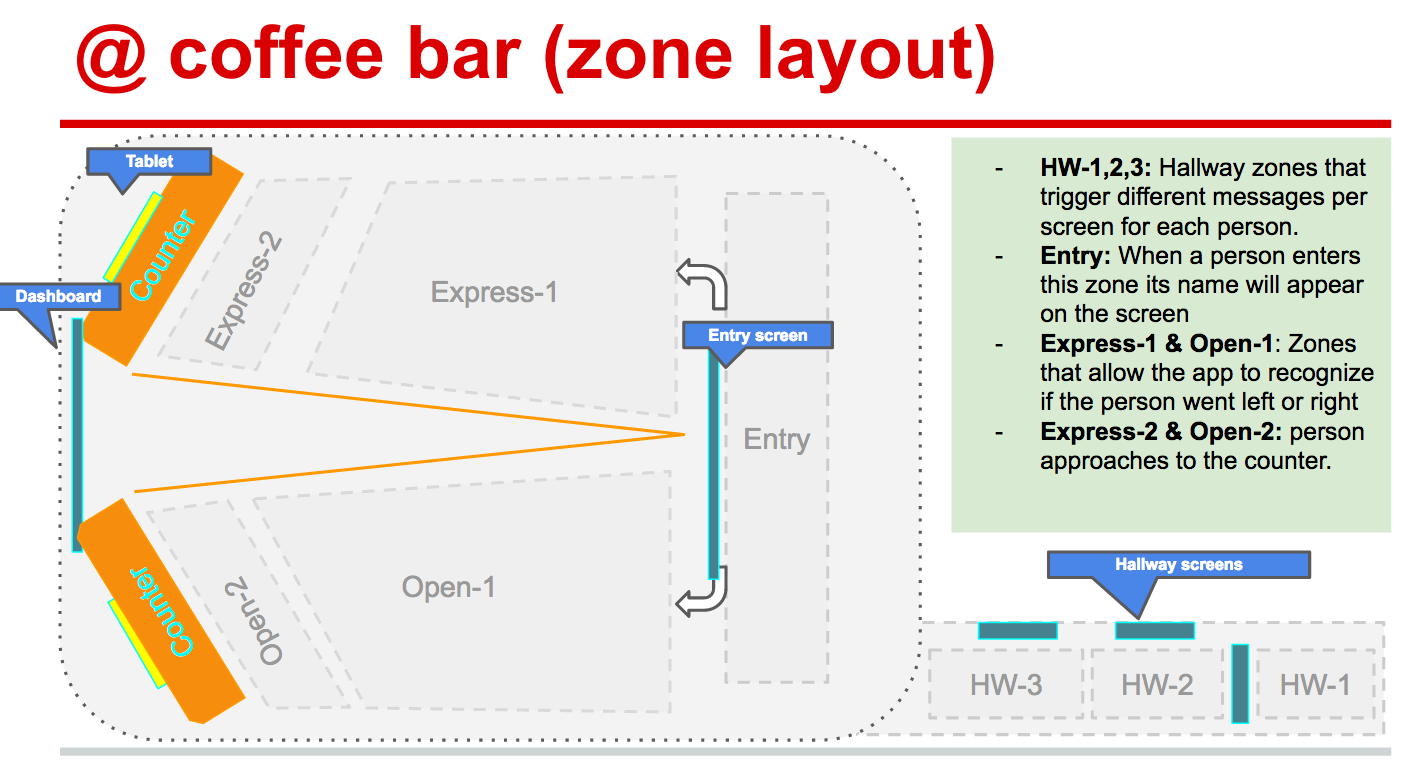 @ coffee bar (zone layout)
Tablet
Counter
Express-2
Express-1
Dashboard
Entry screen
Entry
Counter
Open-2
Open-1
- HW-1,2,3: Hallway zones that
trigger different messages per
screen for each person.
- Entry: When a person enters
this zone its name will appear
on the screen
- Express-1 & Open-1: Zones
that allow the app to recognize
if the person went left or right
- Express-2 & Open-2: person
approaches to the counter.
Hallway screens
HW-3
HW-2
HW-1